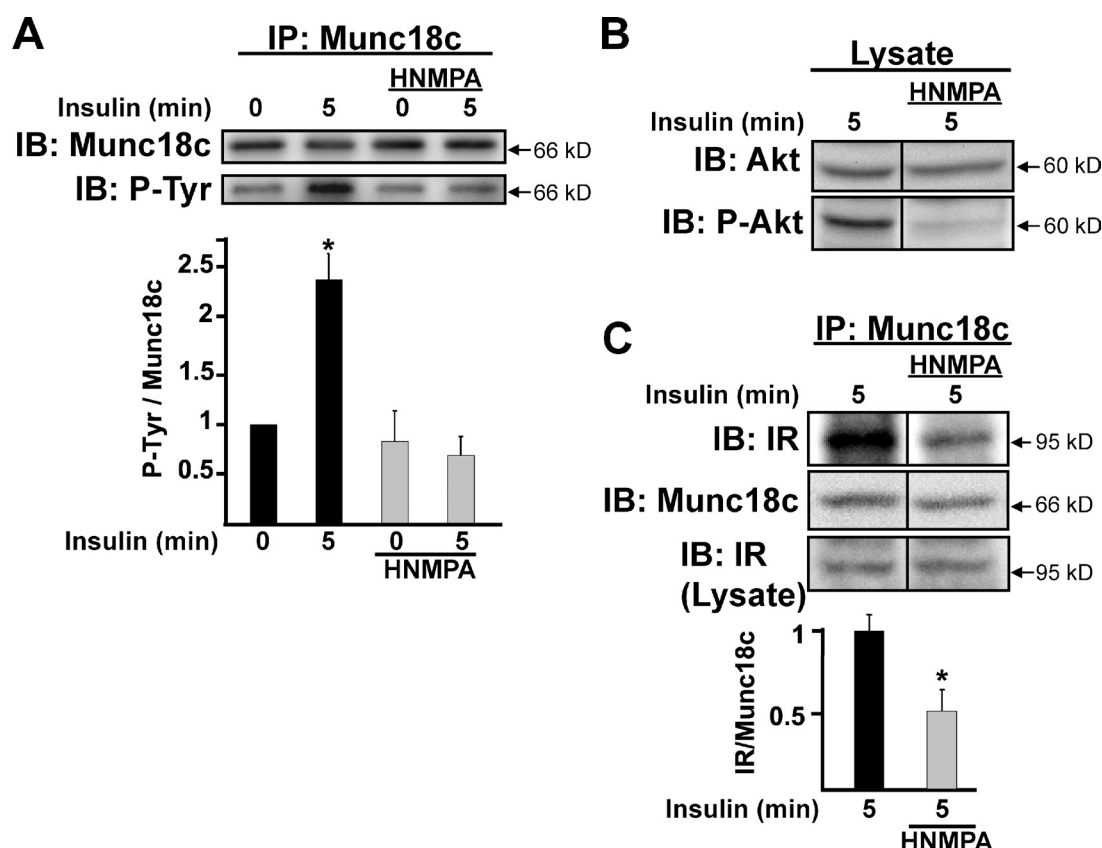 A
IP: Munc18c
HNMPA
Insulin (min) 0 5 0 5
IB: Munc18c 66 kD
IB: P-Tyr 66 kD
*
2.5
2
1.5
1
0.5
P-Tyr / Munc18c
Insulin (min) 0 5 0 5
HNMPA
B
Lysate
HNMPA
Insulin (min) 5 5
IB: Akt 60 kD
IB: P-Akt 60 kD
C
IP: Munc18c
HNMPA
Insulin (min) 5 5
IB: IR 95 kD
IB: Munc18c 66 kD
IB: IR 95 kD
(Lysate)
1
*
0.5
IR/Munc18c
Insulin (min) 5 5
HNMPA